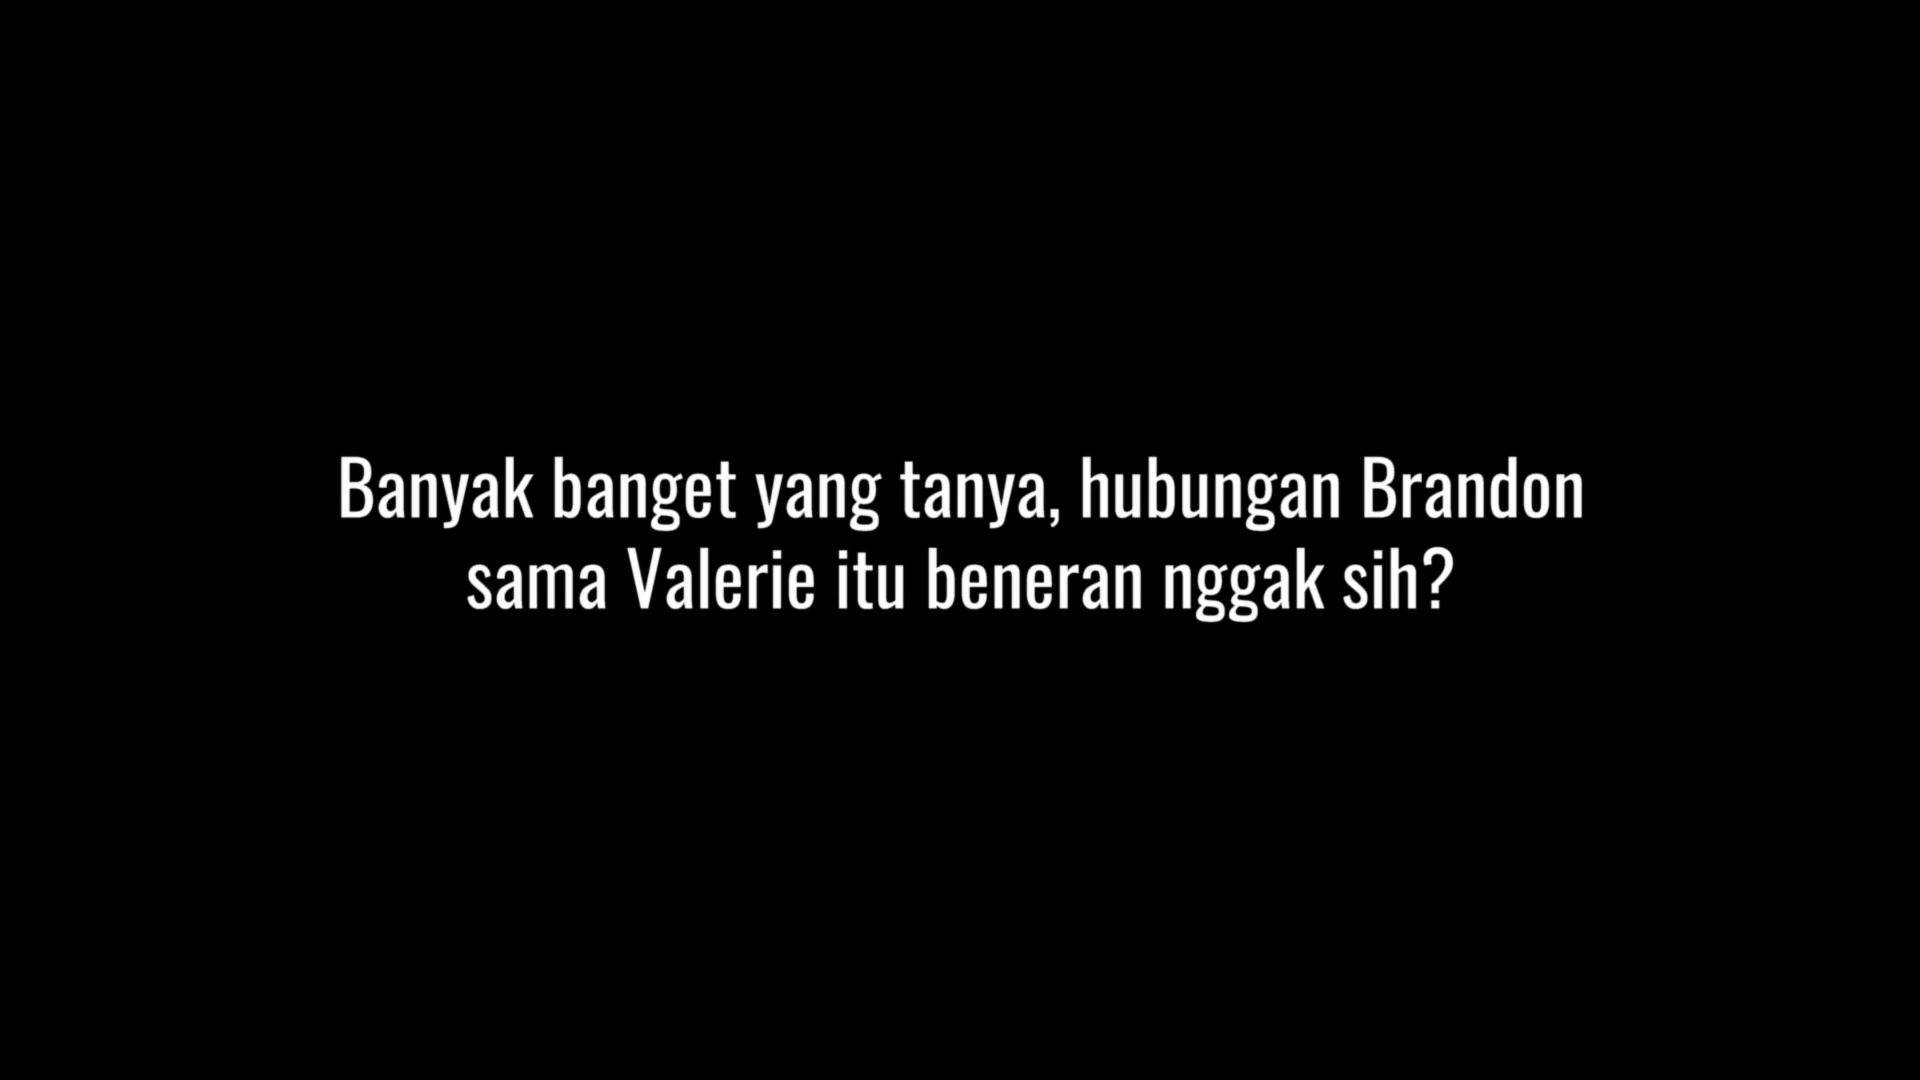 Banyak banget yang tanya, hubungan Brandon
sama Valerie itu beneran nggak sih?